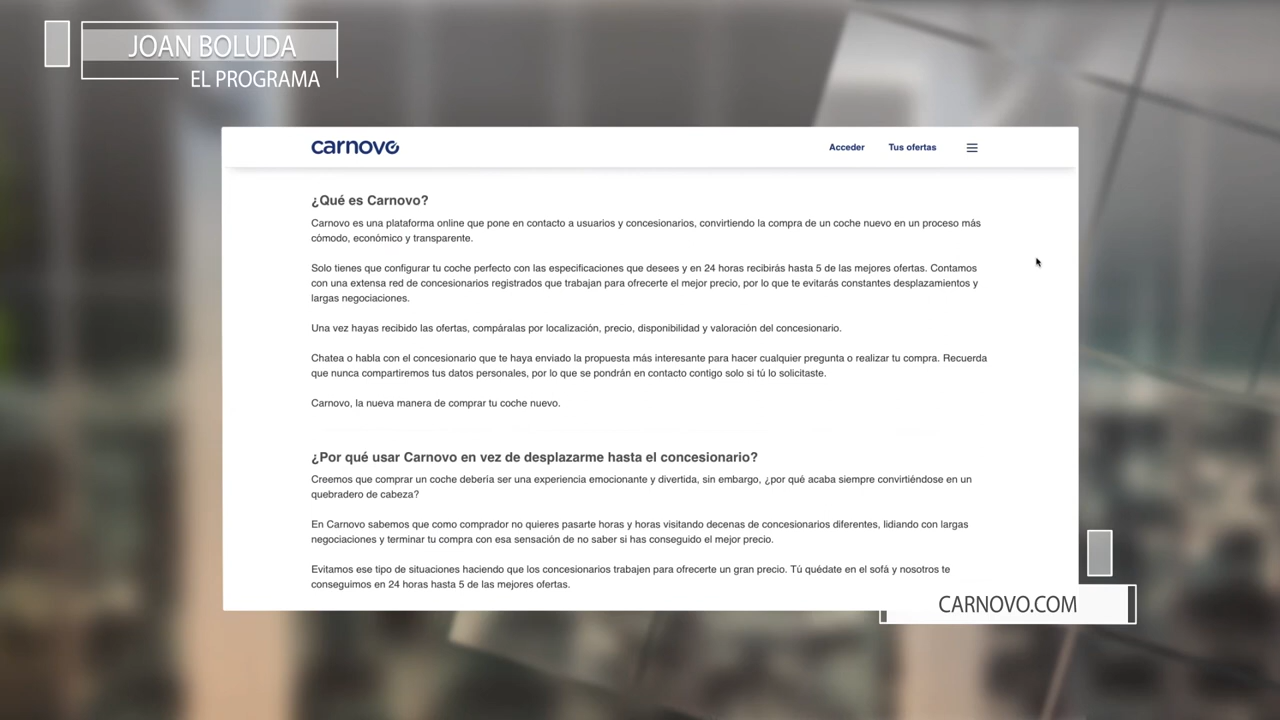 JOAN BOLUDA
EL PROGRAMA
carnovo
Acceder
Tus ofertas
¿Qué es Carnovo?
Carnovo es una plataforma online que pone en contacto a usuarios y concesionarios, convirtiendo la compra de un coche nuevo en un proceso más
cómodo, económico y transparente.
Solo tienes que configurar tu coche perfecto con las especificaciones que desees y en 24 horas recibirás hasta 5 de las mejores ofertas. Contamos
con una extensa red de concesionarios registrados que trabajan para ofrecerte el mejor precio, por lo que te evitarás constantes desplazamientos y
largas negociaciones.
Una vez hayas recibido las ofertas, compáralas por localización, precio, disponibilidad y valoración del concesionario.
Chatea o habla con el concesionario que te haya enviado la propuesta más interesante para hacer cualquier pregunta o realizar tu compra. Recuerda
que nunca compartiremos tus datos personales, por lo que se pondrán en contacto contigo solo si tú lo solicitaste.
Carnovo, la nueva manera de comprar tu coche nuevo.
¿Por qué usar Carnovo en vez de desplazarme hasta el concesionario?
Creemos que comprar un coche debería ser una experiencia emocionante y divertida, sin embargo, ¿por qué acaba siempre convirtiéndose en un
quebradero de cabeza?
En Carnovo sabemos que como comprador no quieres pasarte horas y horas visitando decenas de concesionarios diferentes, lidiando con largas
negociaciones y terminar tu compra con esa sensación de no saber si has conseguido el mejor precio.
Evitamos ese tipo de situaciones haciendo que los concesionarios trabajen para ofrecerte un gran precio. Tú quédate en el sofá y nosotros te
conseguimos en 24 horas hasta 5 de las mejores ofertas.
CARNOVO.COM